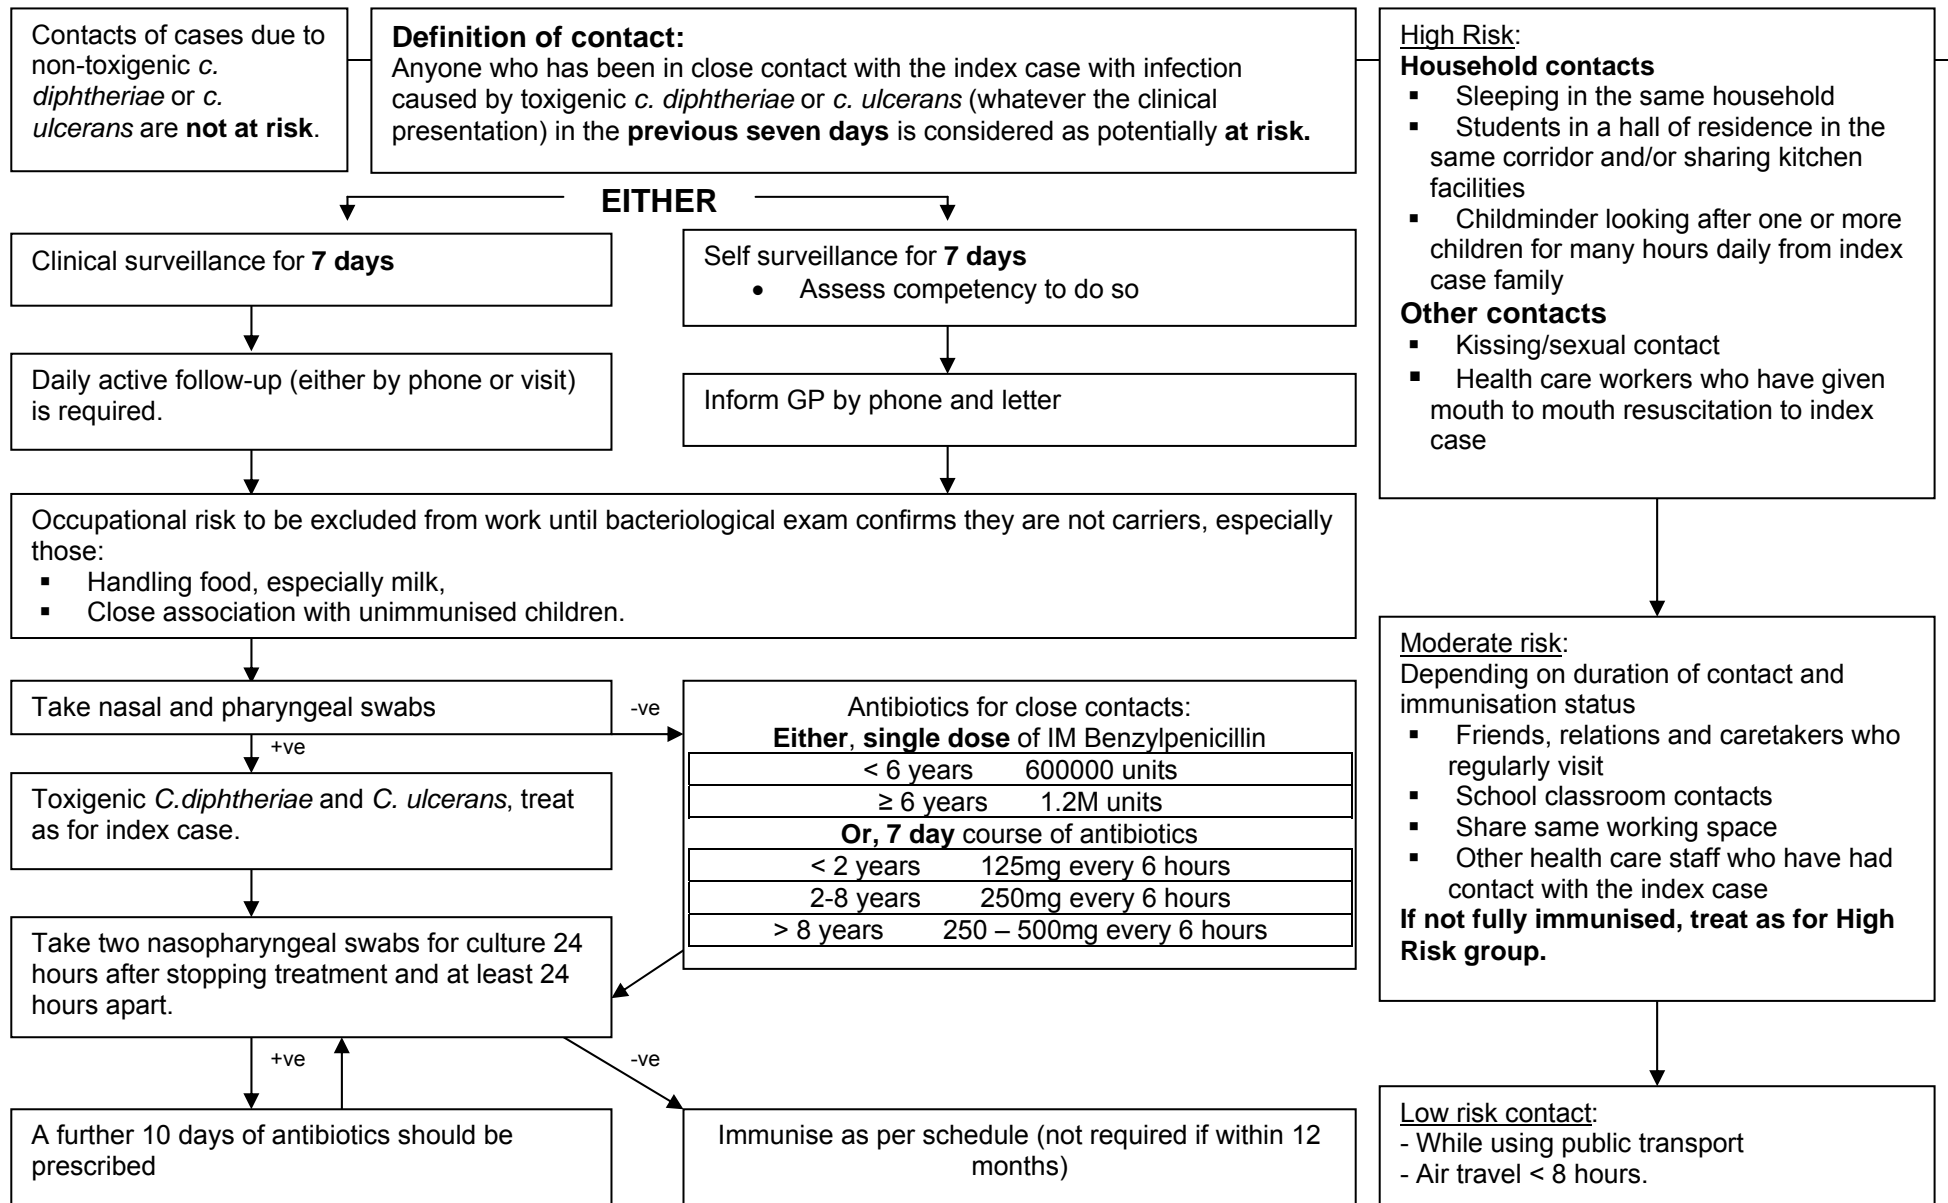 Contacts of cases due to
non-toxigenic c.
diphtheriae or c.
ulcerans are not at risk.
Definition of contact:
Anyone who has been in close contact with the index case with infection
caused by toxigenic c. diphtheriae or c. ulcerans (whatever the clinical
presentation) in the previous seven days is considered as potentially at risk.
EITHER
Clinical surveillance for 7 days
Self surveillance for 7 days
• Assess competency to do so
Daily active follow-up (either by phone or visit)
is required.
Inform GP by phone and letter
Occupational risk to be excluded from work until bacteriological exam confirms they are not carriers, especially
those:
▪ Handling food, especially milk,
▪ Close association with unimmunised children.
Take nasal and pharyngeal swabs
-ve
+ve
Antibiotics for close contacts:
Either, single dose of IM Benzylpenicillin
< 6 years 600000 units
≥ 6 years 1.2M units
Or, 7 day course of antibiotics
< 2 years 125mg every 6 hours
2-8 years 250mg every 6 hours
> 8 years 250 – 500mg every 6 hours
Toxigenic C.diphtheriae and C. ulcerans, treat
as for index case.
Take two nasopharyngeal swabs for culture 24
hours after stopping treatment and at least 24
hours apart.
+ve
-ve
A further 10 days of antibiotics should be
prescribed
Immunise as per schedule (not required if within 12
months)
High Risk:
Household contacts
▪ Sleeping in the same household
▪ Students in a hall of residence in the
same corridor and/or sharing kitchen
facilities
▪ Childminder looking after one or more
children for many hours daily from index
case family
Other contacts
▪ Kissing/sexual contact
▪ Health care workers who have given
mouth to mouth resuscitation to index
case
Moderate risk:
Depending on duration of contact and
immunisation status
▪ Friends, relations and caretakers who
regularly visit
▪ School classroom contacts
▪ Share same working space
▪ Other health care staff who have had
contact with the index case
If not fully immunised, treat as for High
Risk group.
Low risk contact:
- While using public transport
- Air travel < 8 hours.